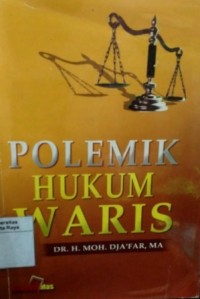 POLEMIK
HUKUM
WARIS
DR. H. MOH. DJA'FAR, MA